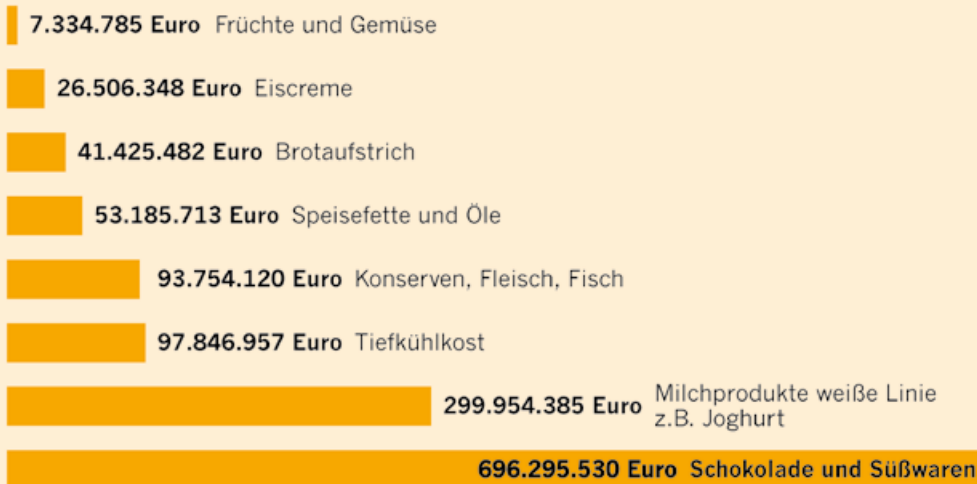 7.334.785 Euro Früchte und Gemüse
26.506.348 Euro Eiscreme
41.425.482 Euro Brotaufstrich
53.185.713 Euro Speisefette und Öle
93.754.120 Euro Konserven, Fleisch, Fisch
97.846.957 Euro Tiefkühlkost
299.954.385 Euro Milchprodukte weiße Linie
z.B. Joghurt
696.295.530 Euro Schokolade und Süßwaren